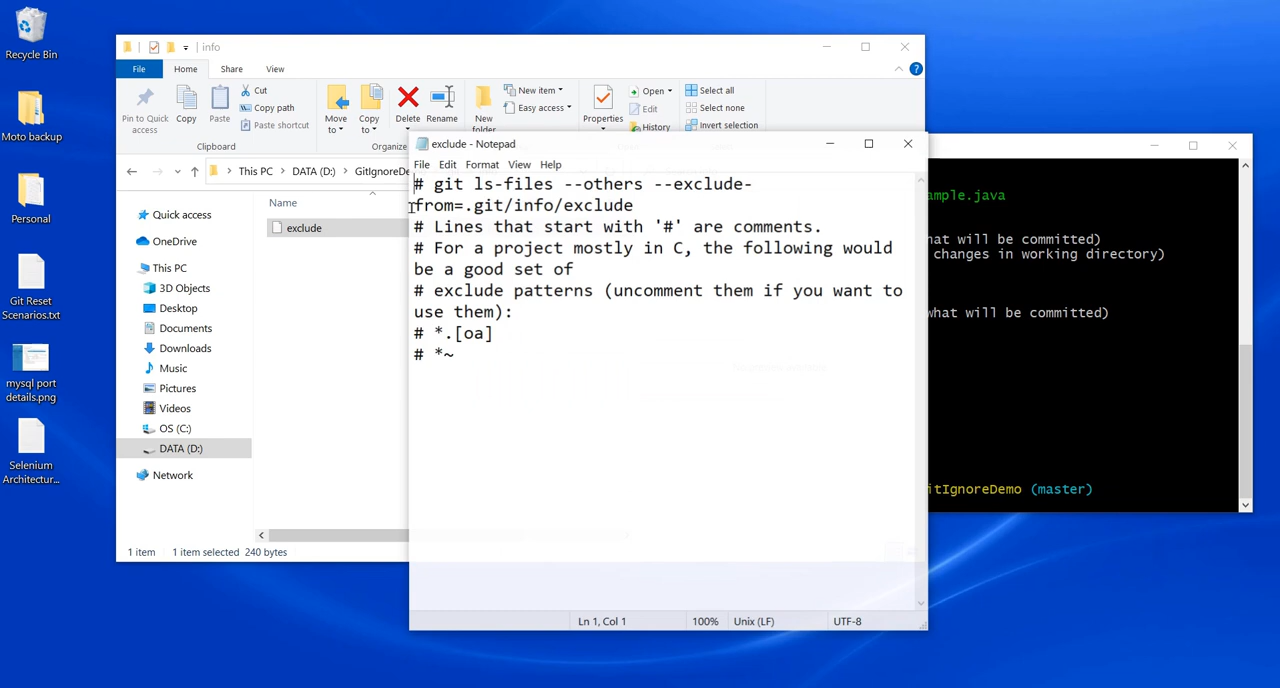 Recycle Bin
Moto backup
Personal
Git Reset
Scenarios.txt
mysql port
details.png
Selenium
Architectur...
info
File
Home
Share
View
Pin to Quick
access
Copy
Paste
Cut
Copy path
Paste shortcut
Clipboard
Move
to
Copy
to
Delete
Rename
Organize
New
folder
New item
Easy access
Properties
Open
Edit
History
Select all
Select none
Invert selection
This PC
DATA (D:)
GitIgnoreDe
Quick access
OneDrive
This PC
3D Objects
Desktop
Documents
Downloads
Music
Pictures
Videos
OS (C:)
DATA (D:)
Network
Name
exclude
1 item
1 item selected
240 bytes
exclude - Notepad
File
Edit
Format
View
Help
# git ls-files --others --exclude-
from=.git/info/exclude
# Lines that start with '#' are comments.
# For a project mostly in C, the following would
be a good set of
# exclude patterns (uncomment them if you want to
use them):
# *.[oa]
# *~
Ln 1, Col 1
100%
Unix (LF)
UTF-8
ample.java
hat will be committed)
changes in working directory)
what will be committed)
itIgnoreDemo (master)